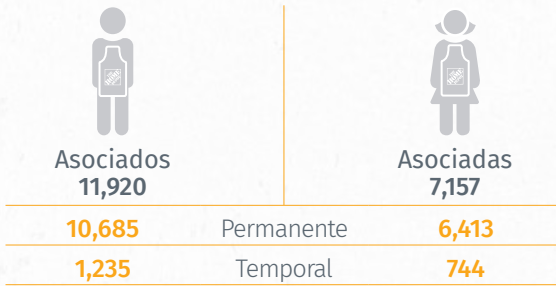 Asociados
11,920
Asociadas
7,157
10,685 Permanente 6,413
1,235 Temporal 744